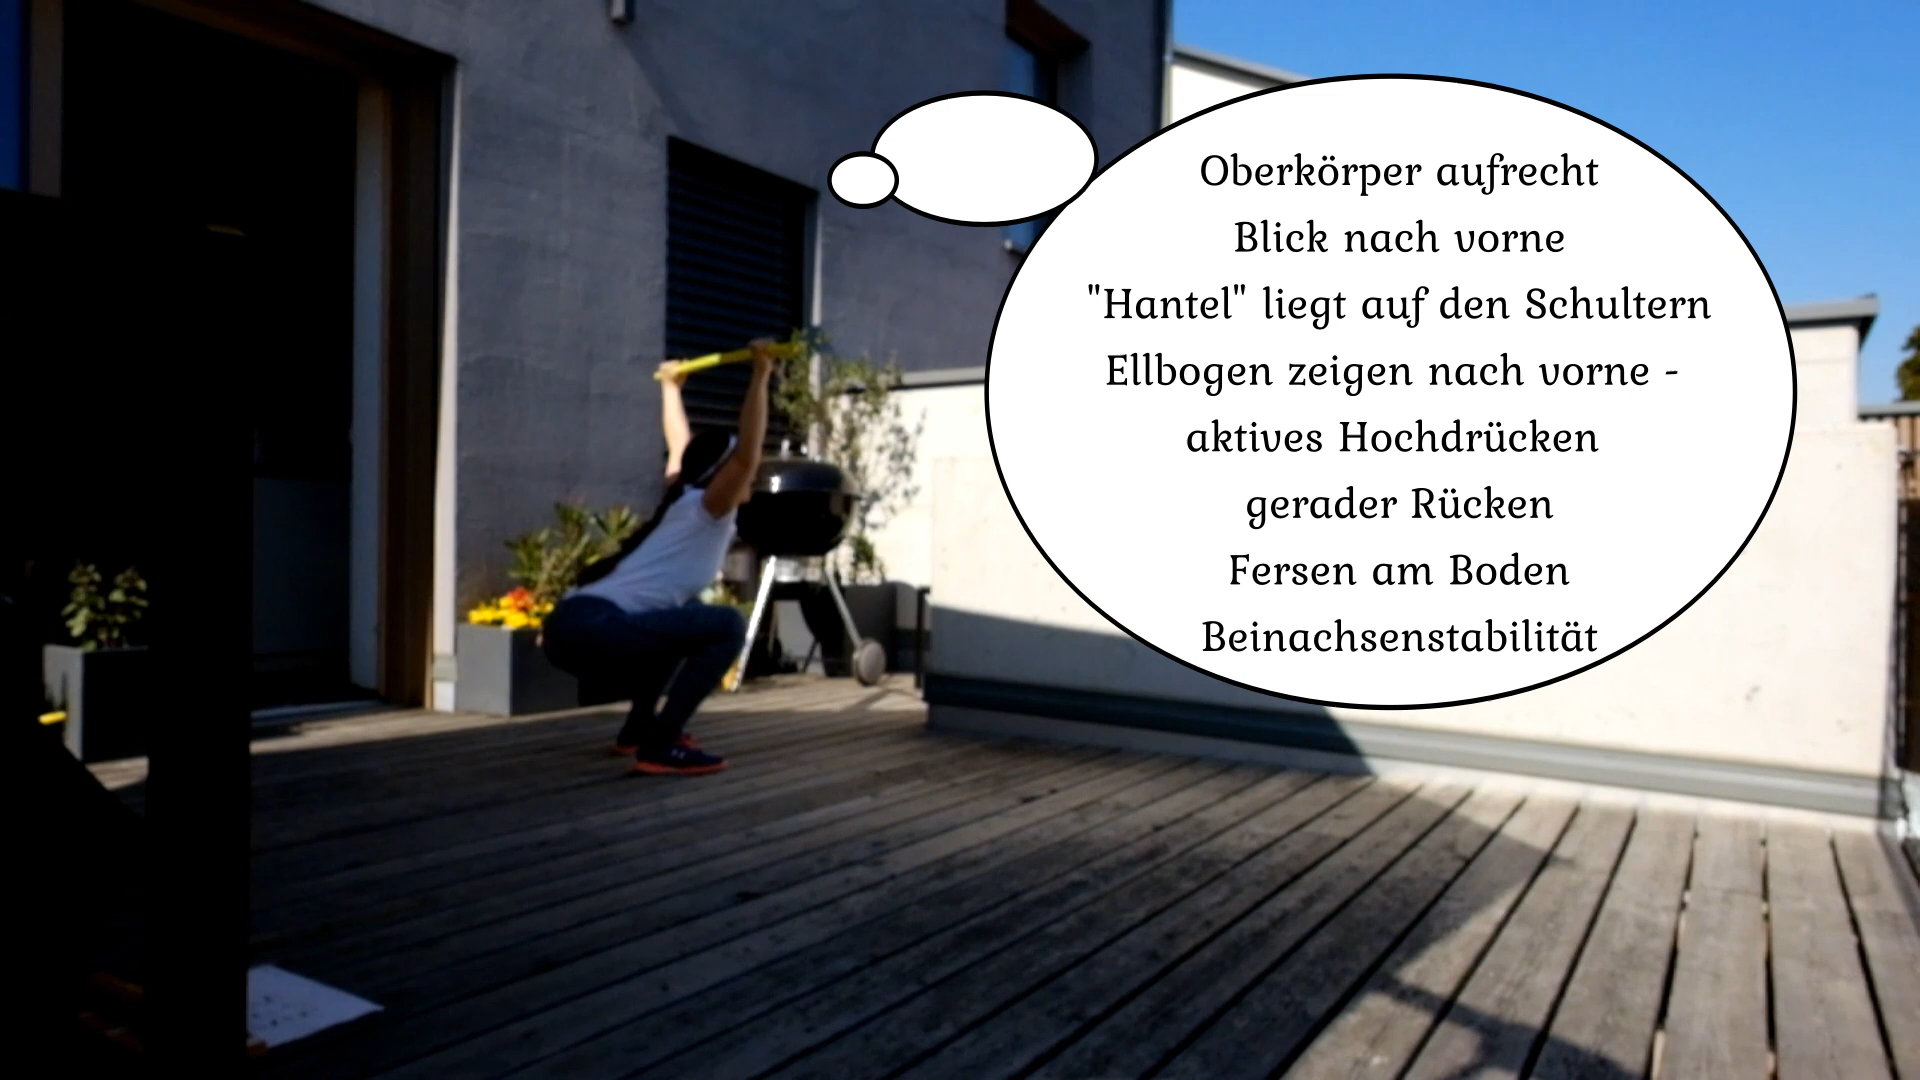 Oberkörper aufrecht
Blick nach vorne
"Hantel" liegt auf den Schultern
Ellbogen zeigen nach vorne -
aktives Hochdrücken
gerader Rücken
Fersen am Boden
Beinachsenstabilität